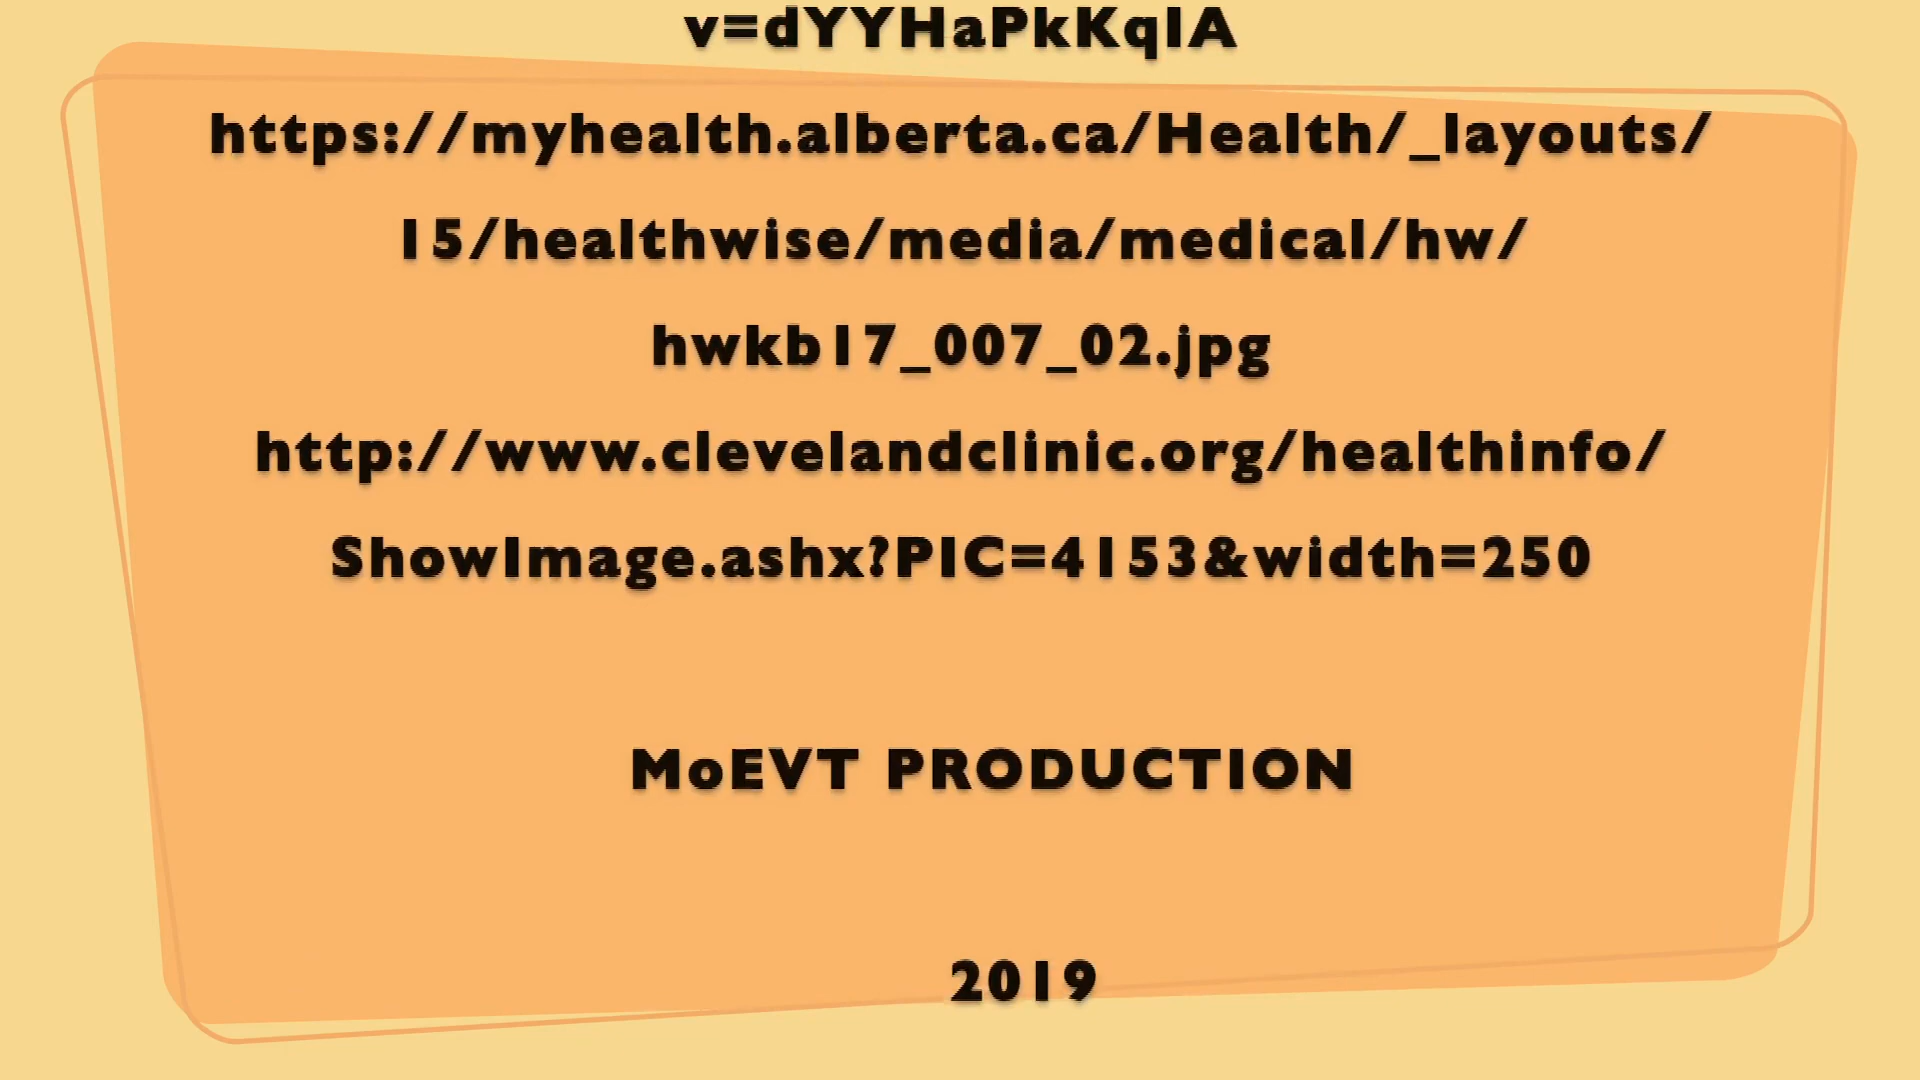 v=dYYHaPkKqIA
https://myhealth.alberta.ca/Health/_layouts/
15/healthwise/media/medical/hw/
hwkb17_007_02.jpg
http://www.clevelandclinic.org/healthinfo/
ShowImage.ashx?PIC=4153&width=250
MoEVT PRODUCTION
2019